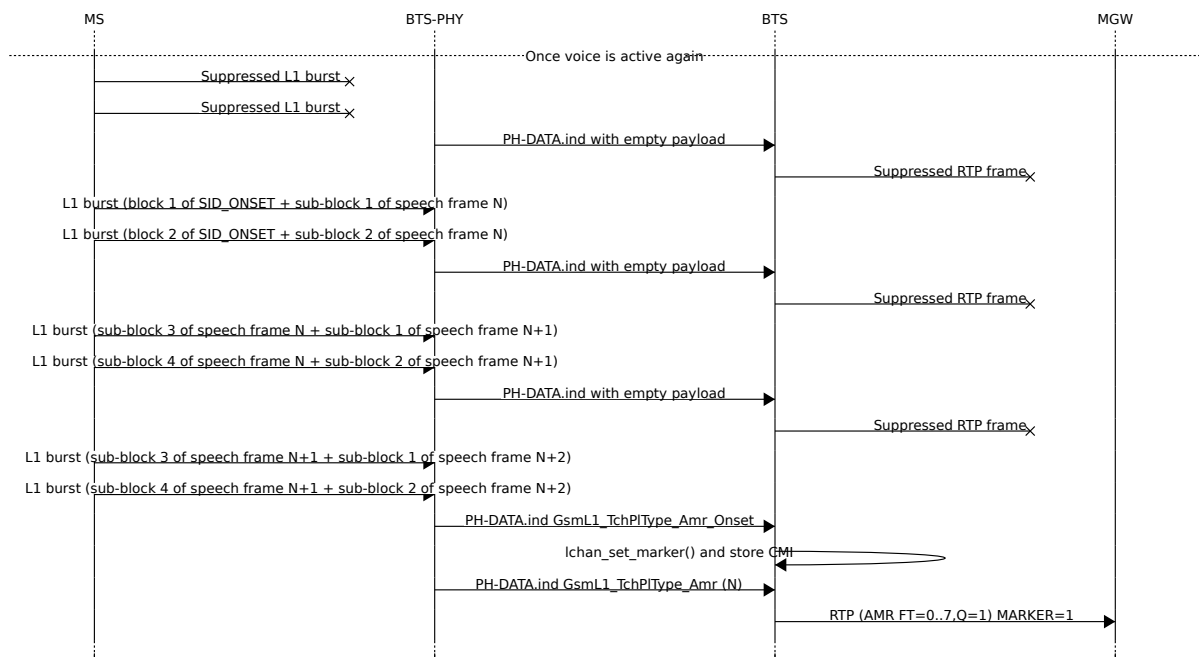 MS BTS-PHY BTS MGW
Once voice is active again
Suppressed L1 burst
Suppressed L1 burst
PH-DATA.ind with empty payload
Suppressed RTP frame
L1 burst (block 1 of SID_ONSET + sub-block 1 of speech frame N)
L1 burst (block 2 of SID_ONSET + sub-block 2 of speech frame N)
PH-DATA.ind with empty payload
Suppressed RTP frame
L1 burst (sub-block 3 of speech frame N + sub-block 1 of speech frame N+1)
L1 burst (sub-block 4 of speech frame N + sub-block 2 of speech frame N+1)
PH-DATA.ind with empty payload
Suppressed RTP frame
L1 burst (sub-block 3 of speech frame N+1 + sub-block 1 of speech frame N+2)
L1 burst (sub-block 4 of speech frame N+1 + sub-block 2 of speech frame N+2)
PH-DATA.ind GsmL1_TchPlType_Amr_Onset
lchan_set_marker() and store CMI
PH-DATA.ind GsmL1_TchPlType_Amr (N)
RTP (AMR FT=0..7,Q=1) MARKER=1